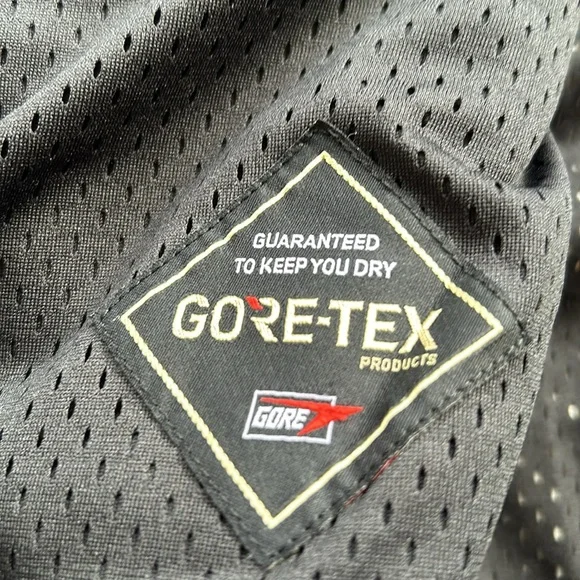 GUARANTEED
TO KEEP YOU DRY
GORE-TEX
PRODUCTS
GORE